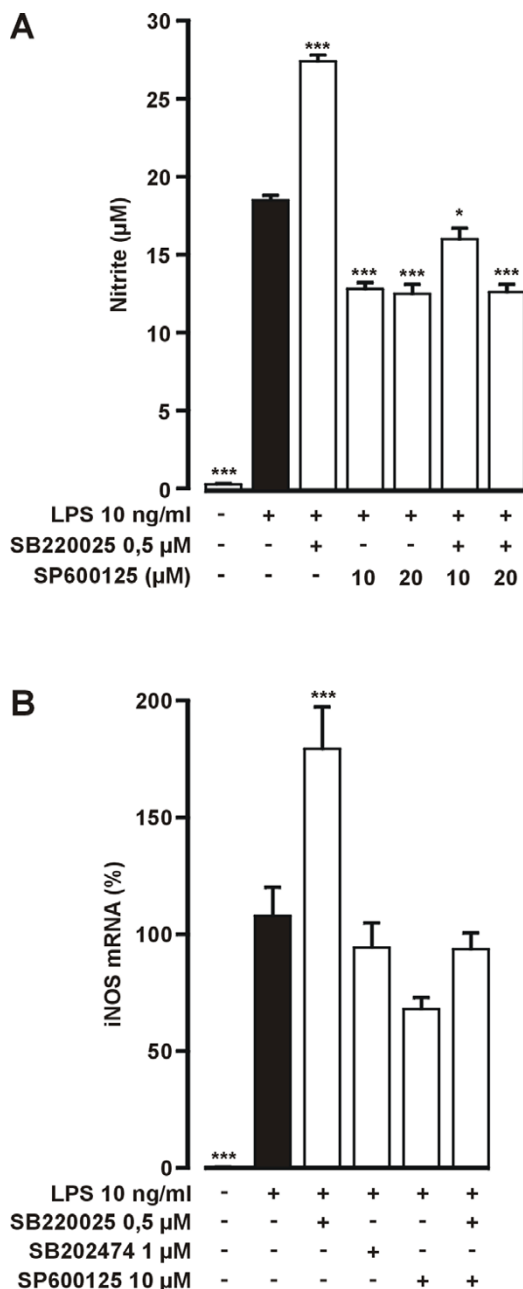 A
30
***
25
20
*
15
*** *** ***
10
5
***
0
Nitrite (µM)
LPS 10 ng/ml - + + + + + +
SB220025 0,5 µM - - + - - + +
SP600125 (µM) - - - 10 20 10 20
B
200
***
150
100
50
***
0
iNOS mRNA (%)
LPS 10 ng/ml - + + + + +
SB220025 0,5 µM - - + - - +
SB202474 1 µM - - - + - -
SP600125 10 µM - - - - + +